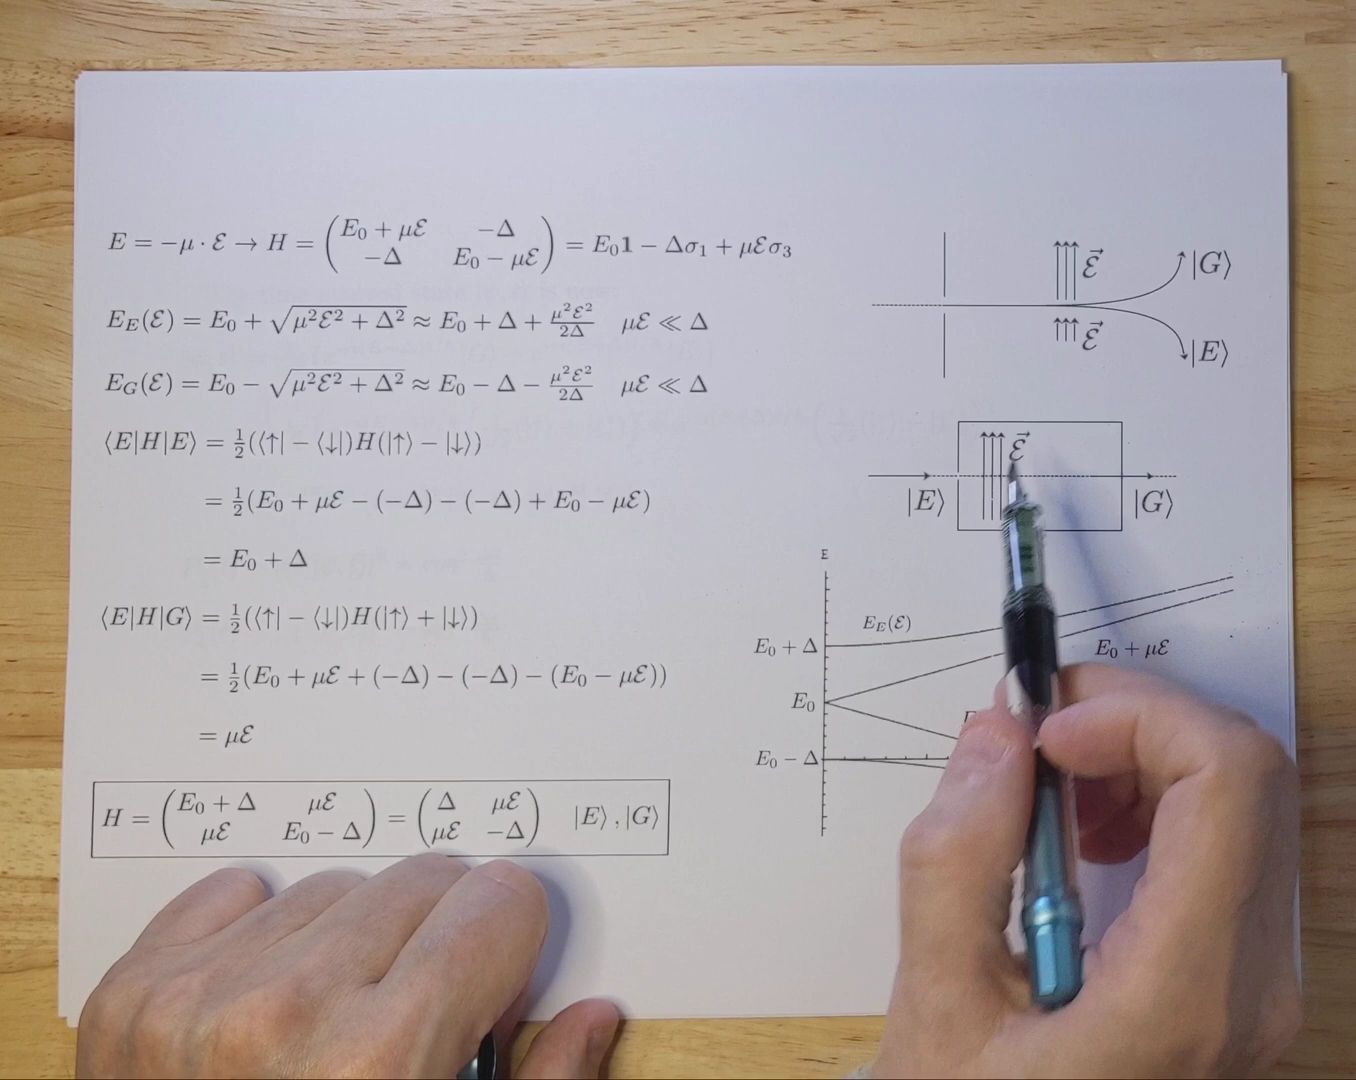 E = −μ · ℰ → H = ( E₀ + μℰ  −Δ ; −Δ  E₀ − μℰ ) = E₀𝟏 − Δσ₁ + μℰσ₃
E_E(ℰ) = E₀ + √(μ²ℰ² + Δ²) ≈ E₀ + Δ + μ²ℰ²/2Δ   μℰ ≪ Δ
E_G(ℰ) = E₀ − √(μ²ℰ² + Δ²) ≈ E₀ − Δ − μ²ℰ²/2Δ   μℰ ≪ Δ
⟨E|H|E⟩ = ½(⟨↑| − ⟨↓|)H(|↑⟩ − |↓⟩)
= ½(E₀ + μℰ − (−Δ) − (−Δ) + E₀ − μℰ)
= E₀ + Δ
⟨E|H|G⟩ = ½(⟨↑| − ⟨↓|)H(|↑⟩ + |↓⟩)
= ½(E₀ + μℰ + (−Δ) − (−Δ) − (E₀ − μℰ))
= μℰ
H = ( E₀ + Δ  μℰ ; μℰ  E₀ − Δ ) = ( Δ  μℰ ; μℰ  −Δ )   |E⟩ , |G⟩
ℰ⃗ |G⟩
ℰ⃗ |E⟩
ℰ⃗
|E⟩ |G⟩
E
E_E(ℰ)
E₀ + Δ
E₀ + μℰ
E₀
E₀ − Δ